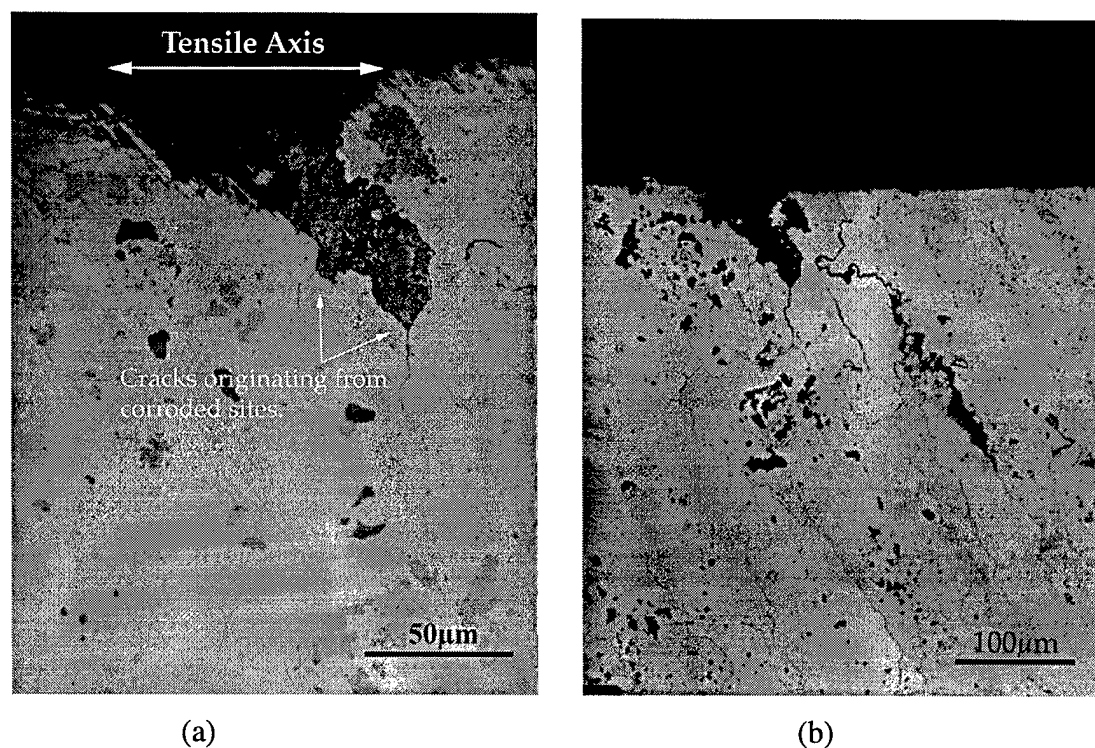 Tensile Axis
Cracks originating from
corroded sites.
50μm
100μm
(a)
(b)